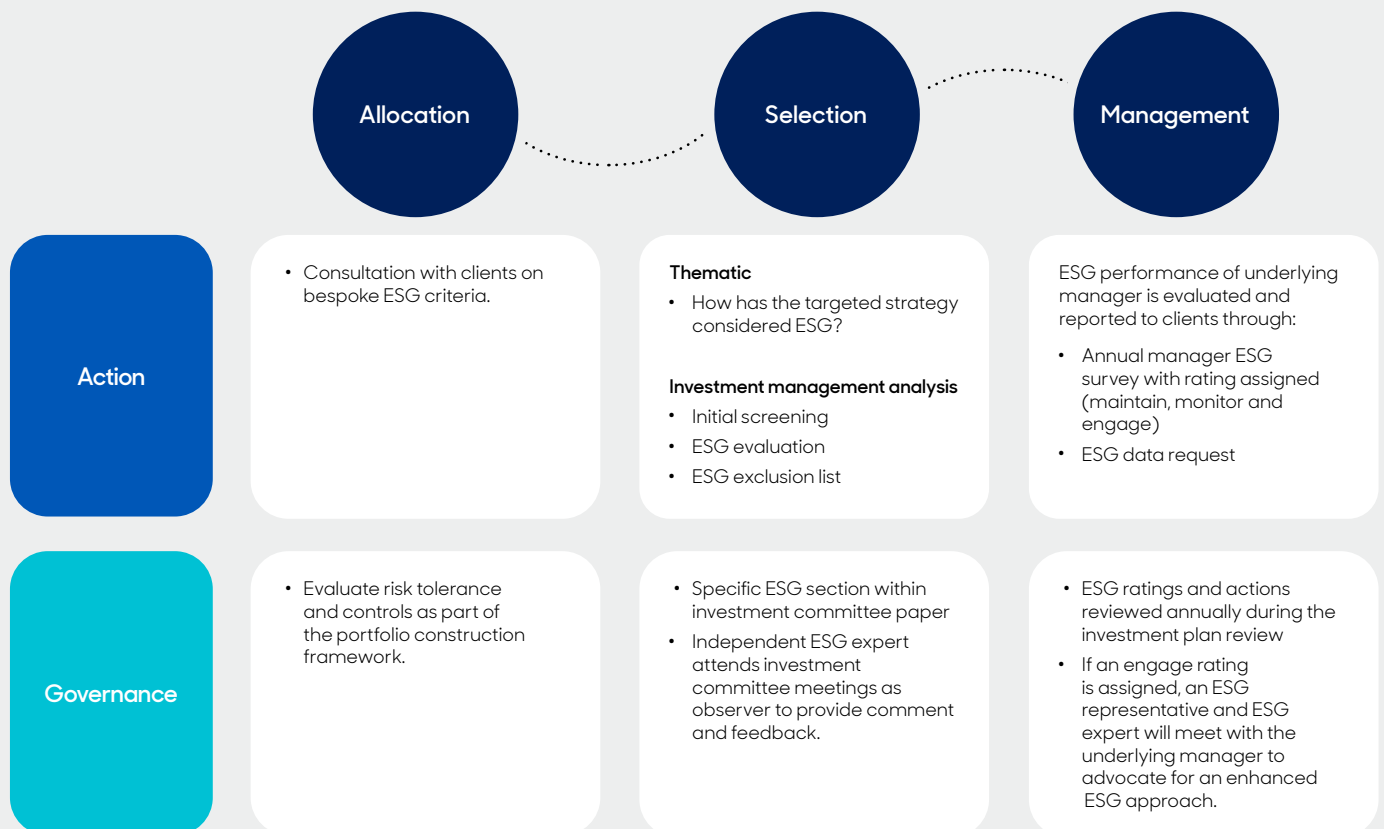 Allocation
Selection
Management
Action
• Consultation with clients on
bespoke ESG criteria.
Thematic
• How has the targeted strategy
considered ESG?
Investment management analysis
• Initial screening
• ESG evaluation
• ESG exclusion list
ESG performance of underlying
manager is evaluated and
reported to clients through:
• Annual manager ESG
survey with rating assigned
(maintain, monitor and
engage)
• ESG data request
Governance
• Evaluate risk tolerance
and controls as part of
the portfolio construction
framework.
• Specific ESG section within
investment committee paper
• Independent ESG expert
attends investment
committee meetings as
observer to provide comment
and feedback.
• ESG ratings and actions
reviewed annually during the
investment plan review
• If an engage rating
is assigned, an ESG
representative and ESG
expert will meet with the
underlying manager to
advocate for an enhanced
ESG approach.